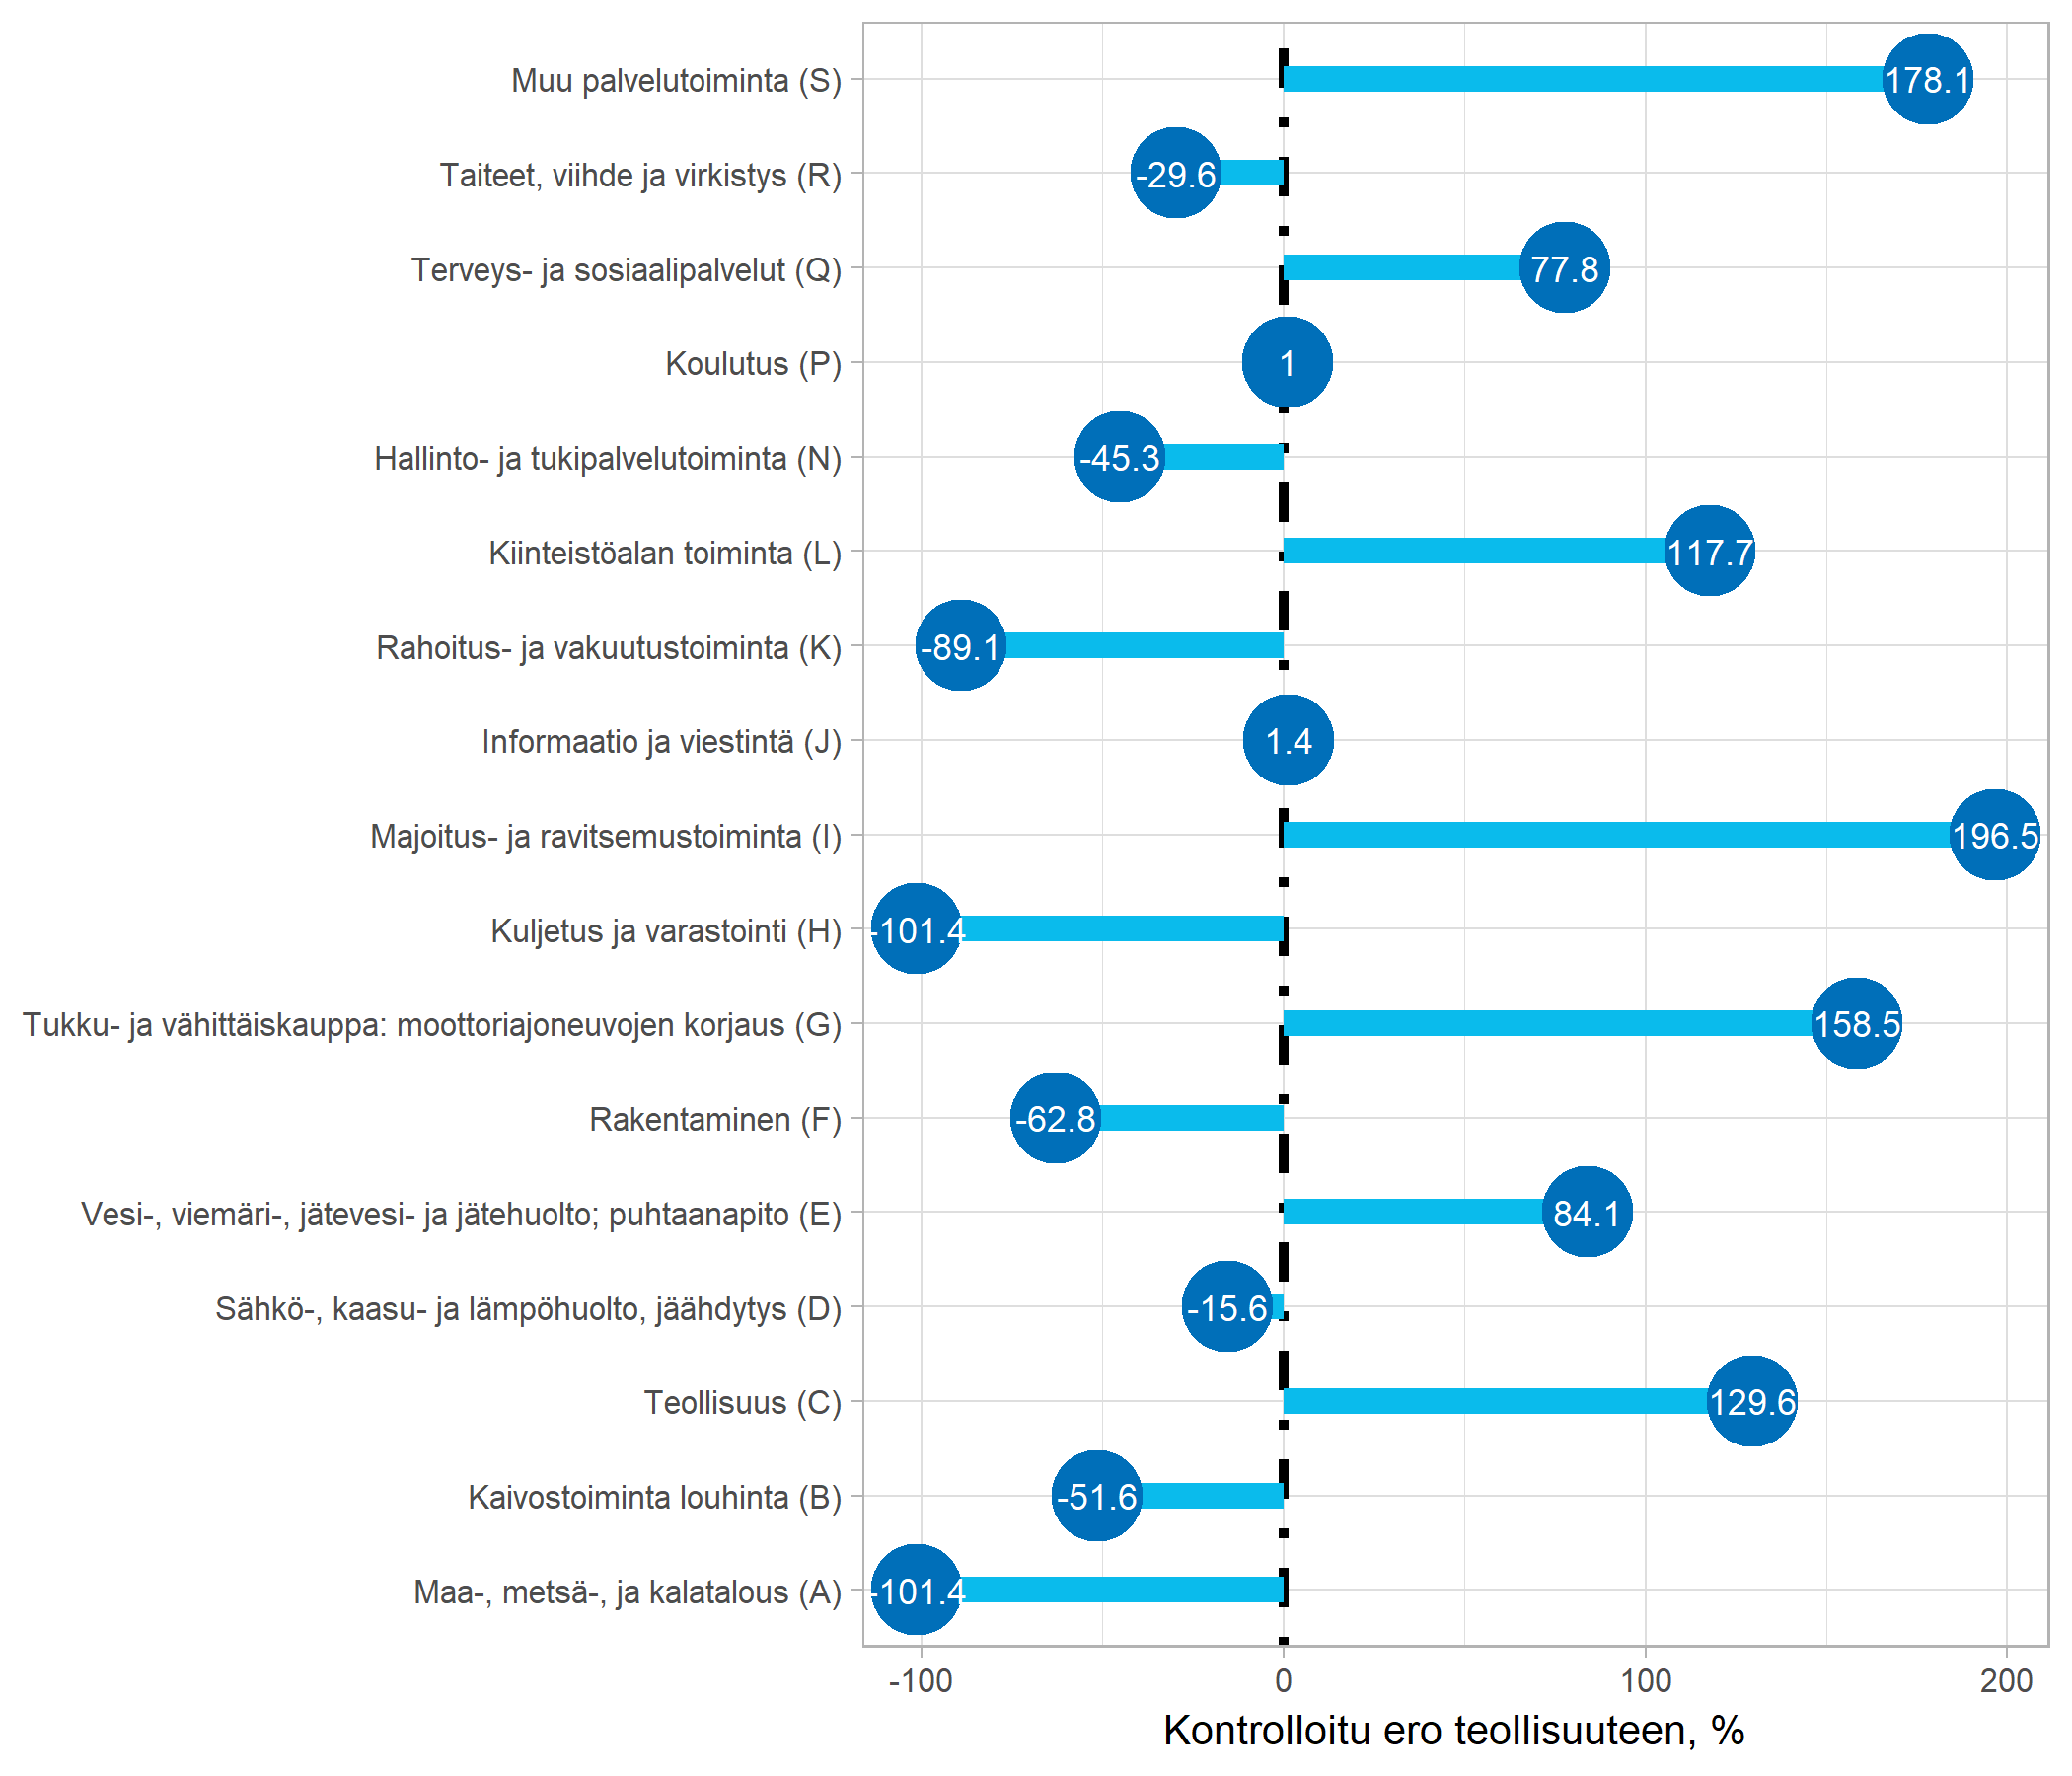 Muu palvelutoiminta (S) 178.1
Taiteet, viihde ja virkistys (R) -29.6
Terveys- ja sosiaalipalvelut (Q) 77.8
Koulutus (P) 1
Hallinto- ja tukipalvelutoiminta (N) -45.3
Kiinteistöalan toiminta (L) 117.7
Rahoitus- ja vakuutustoiminta (K) -89.1
Informaatio ja viestintä (J) 1.4
Majoitus- ja ravitsemustoiminta (I) 196.5
Kuljetus ja varastointi (H) -101.4
Tukku- ja vähittäiskauppa: moottoriajoneuvojen korjaus (G) 158.5
Rakentaminen (F) -62.8
Vesi-, viemäri-, jätevesi- ja jätehuolto; puhtaanapito (E) 84.1
Sähkö-, kaasu- ja lämpöhuolto, jäähdytys (D) -15.6
Teollisuus (C) 129.6
Kaivostoiminta louhinta (B) -51.6
Maa-, metsä-, ja kalatalous (A) -101.4
-100 0 100 200
Kontrolloitu ero teollisuuteen, %